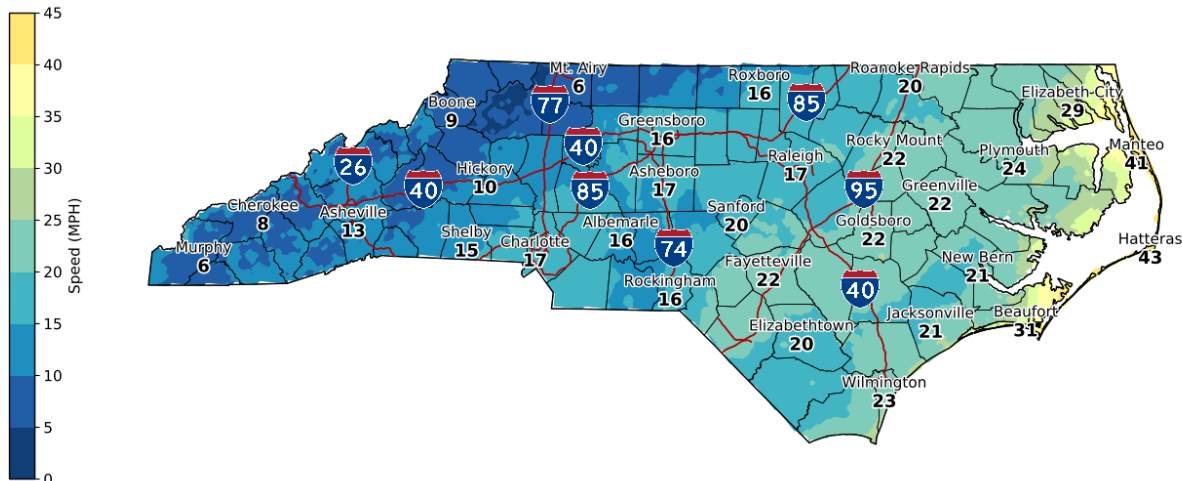 45
40
35
30
25
20
15
10
5
0
Speed (MPH)
Mt. Airy
6
Roxboro
16
Roanoke Rapids
20
77
85
Boone
9
Elizabeth City
29
Greensboro
16
40
Rocky Mount
22
Plymouth
24
Manteo
41
26
Hickory
10
40
85
Asheboro
17
Raleigh
17
95
Greenville
22
Cherokee
8
Asheville
13
Shelby
15
Charlotte
17
Albemarle
16
74
Sanford
20
Goldsboro
22
Murphy
6
Hatteras
43
Rockingham
16
Fayetteville
22
40
New Bern
21
Elizabethtown
20
Jacksonville
21
Beaufort
31
Wilmington
23